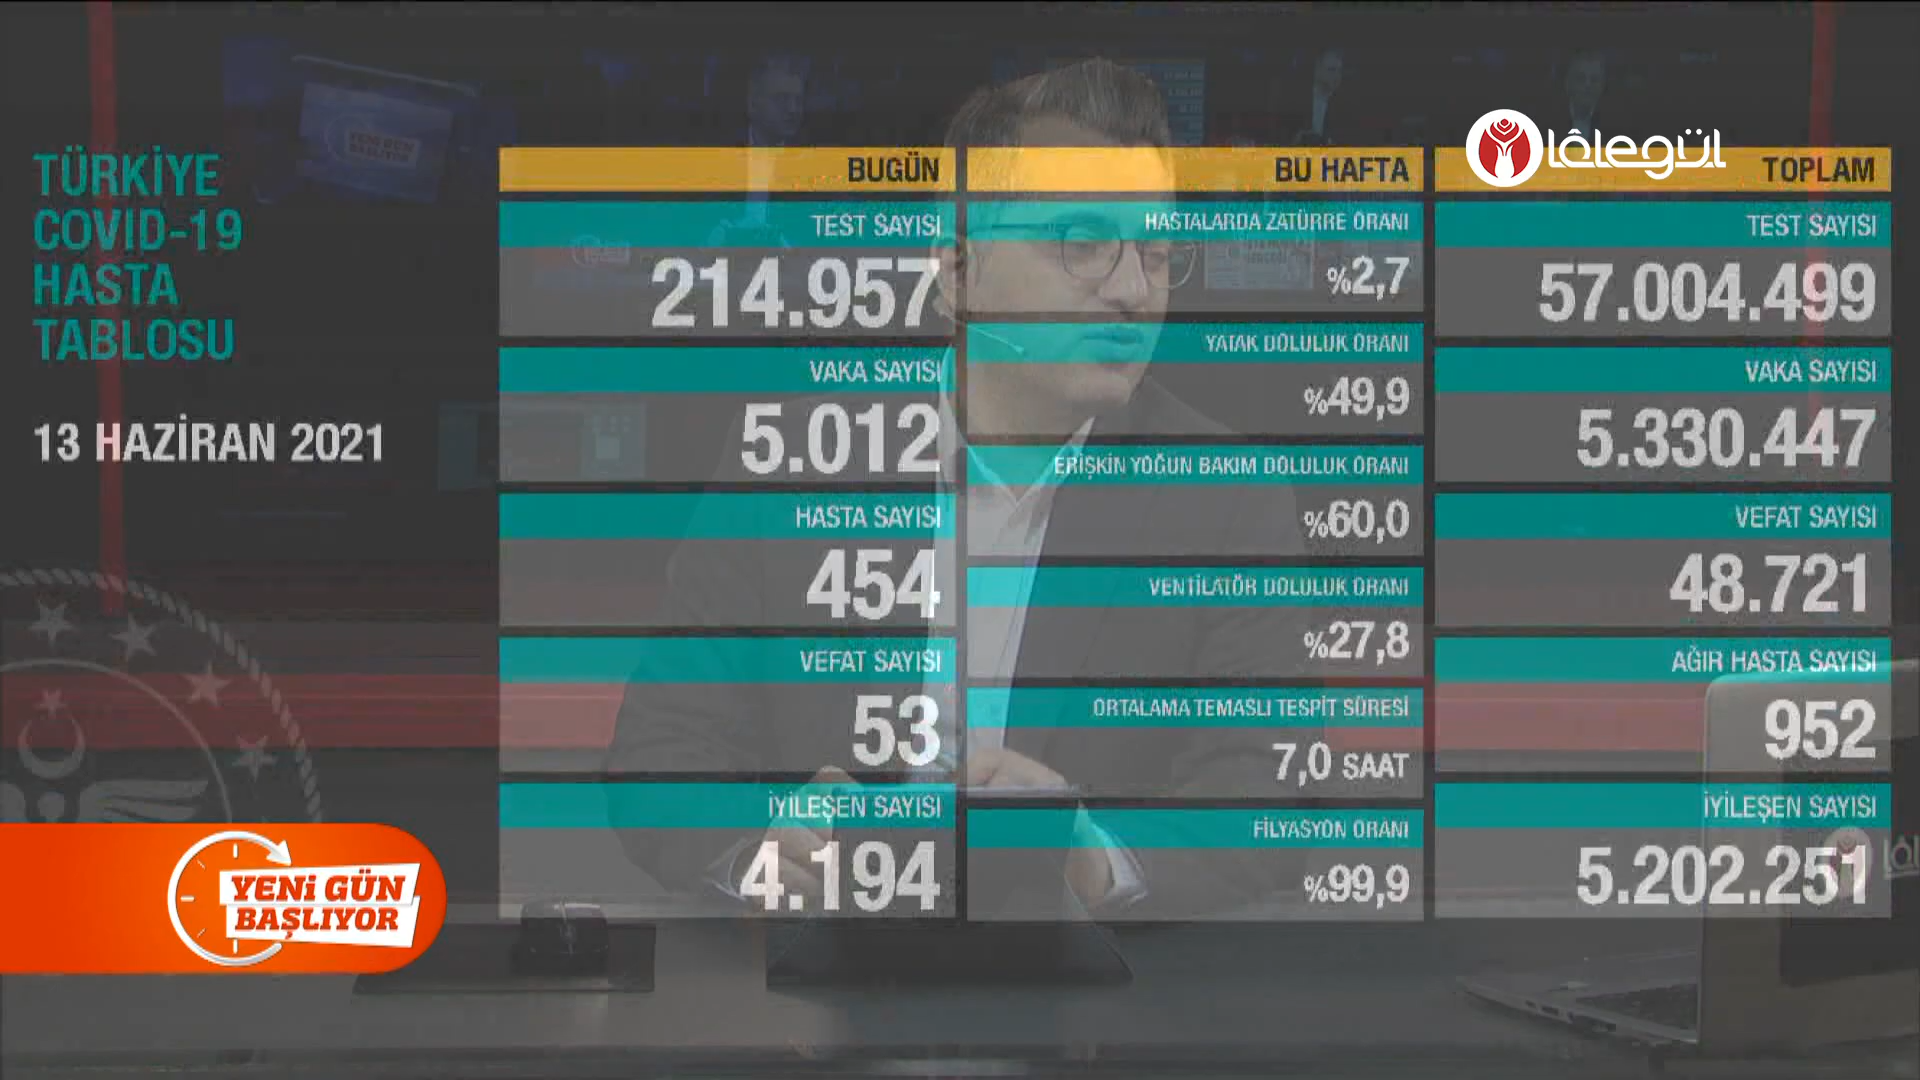 lâlegül
TÜRKİYE
COVID-19
HASTA
TABLOSU
13 HAZİRAN 2021
BUGÜN
TEST SAYISI
214.957
VAKA SAYISI
5.012
HASTA SAYISI
454
VEFAT SAYISI
53
İYİLEŞEN SAYISI
4.194
BU HAFTA
HASTALARDA ZATÜRRE ORANI
%2,7
YATAK DOLULUK ORANI
%49,9
ERİŞKİN YOĞUN BAKIM DOLULUK ORANI
%60,0
VENTİLATÖR DOLULUK ORANI
%27,8
ORTALAMA TEMASLI TESPİT SÜRESİ
7,0 SAAT
FİLYASYON ORANI
%99,9
TOPLAM
TEST SAYISI
57.004.499
VAKA SAYISI
5.330.447
VEFAT SAYISI
48.721
AĞIR HASTA SAYISI
952
İYİLEŞEN SAYISI
5.202.251
YENİ GÜN
BAŞLIYOR
YENİ GÜN
BAŞLIYOR